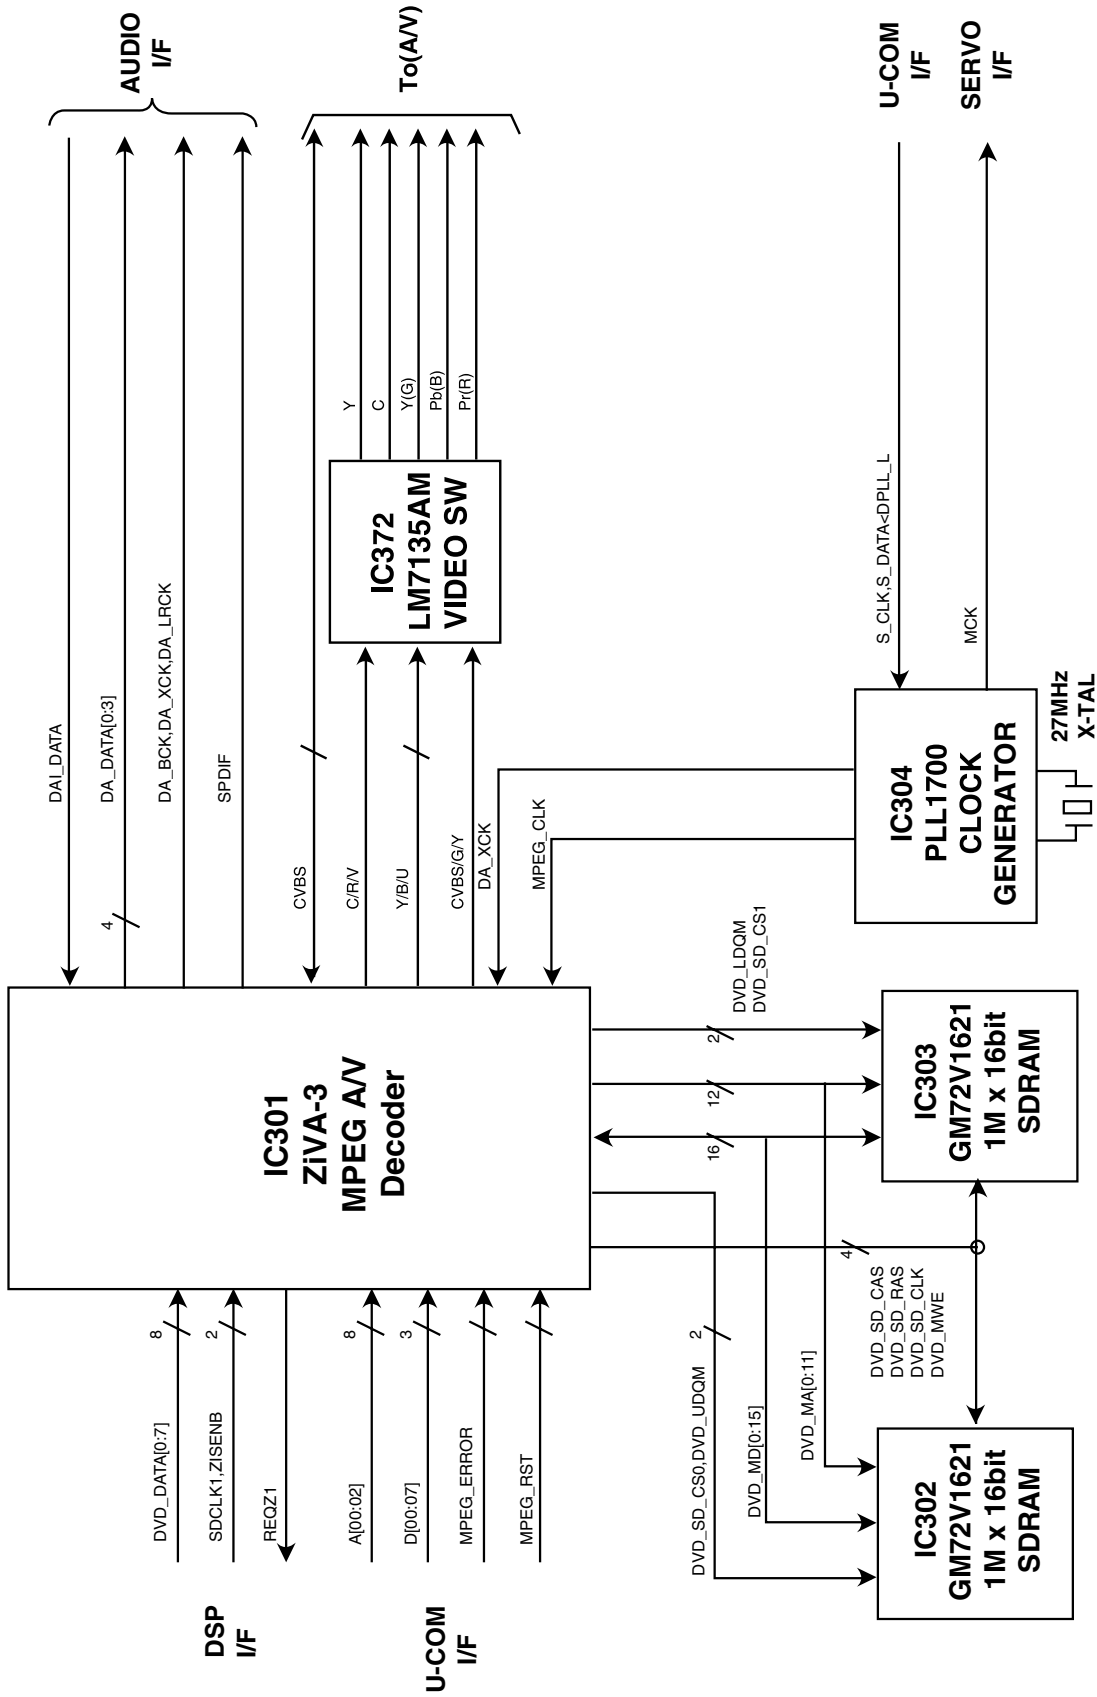 DSP
I/F
U-COM
I/F
DVD_DATA[0:7]
8
SDCLK1,ZISENB
2
REQZ1
A[00:02]
8
D[00:07]
3
MPEG_ERROR
MPEG_RST
IC301
ZiVA-3
MPEG A/V
Decoder
DAI_DATA
DA_DATA[0:3]
4
DA_BCK,DA_XCK,DA_LRCK
SPDIF
AUDIO
I/F
CVBS
C/R/V
Y/B/U
CVBS/G/Y
DA_XCK
MPEG_CLK
IC372
LM7135AM
VIDEO SW
Y
C
Y(G)
Pb(B)
Pr(R)
To(A/V)
DVD_SD_CS0,DVD_UDQM
2
DVD_MD[0:15]
16
DVD_MA[0:11]
12
2
DVD_LDQM
DVD_SD_CS1
4
DVD_SD_CAS
DVD_SD_RAS
DVD_SD_CLK
DVD_MWE
IC302
GM72V1621
1M x 16bit
SDRAM
IC303
GM72V1621
1M x 16bit
SDRAM
IC304
PLL1700
CLOCK
GENERATOR
27MHz
X-TAL
S_CLK,S_DATA<DPLL_L
MCK
U-COM
I/F
SERVO
I/F